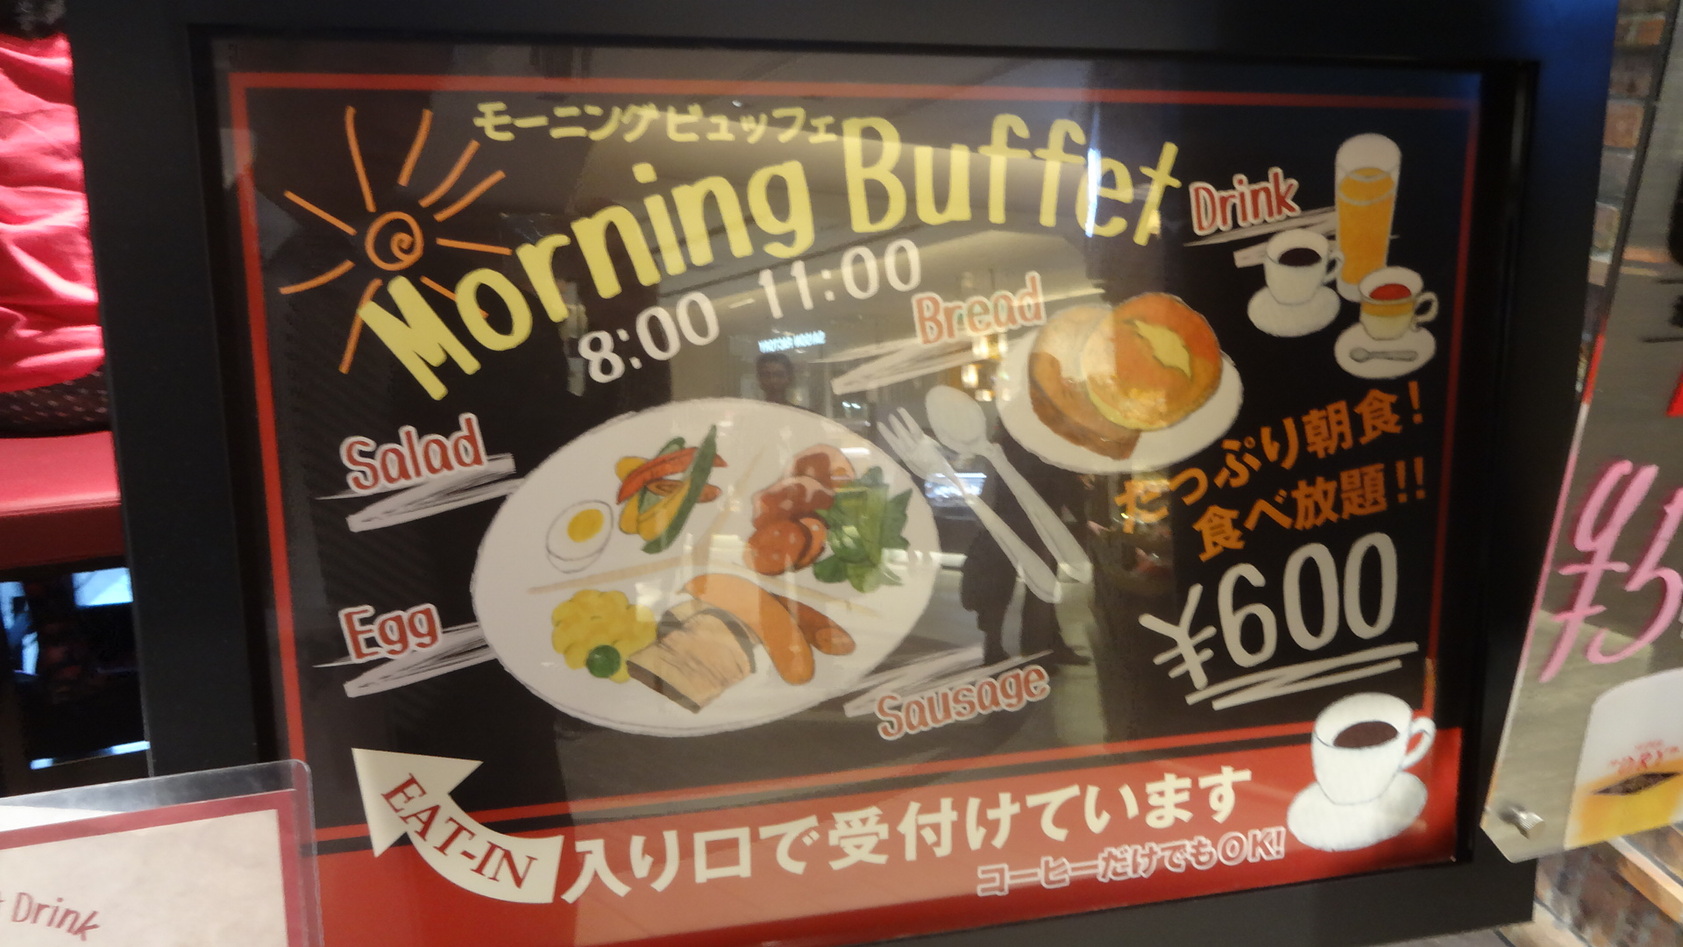 モーニングビュッフェ
Morning Buffet
8:00-11:00
Drink
Bread
Salad
Egg
Sausage
たっぷり朝食!
食べ放題!!
¥600
EAT-IN
入り口で受付けています
コーヒーだけでもOK!
Drink
¥5